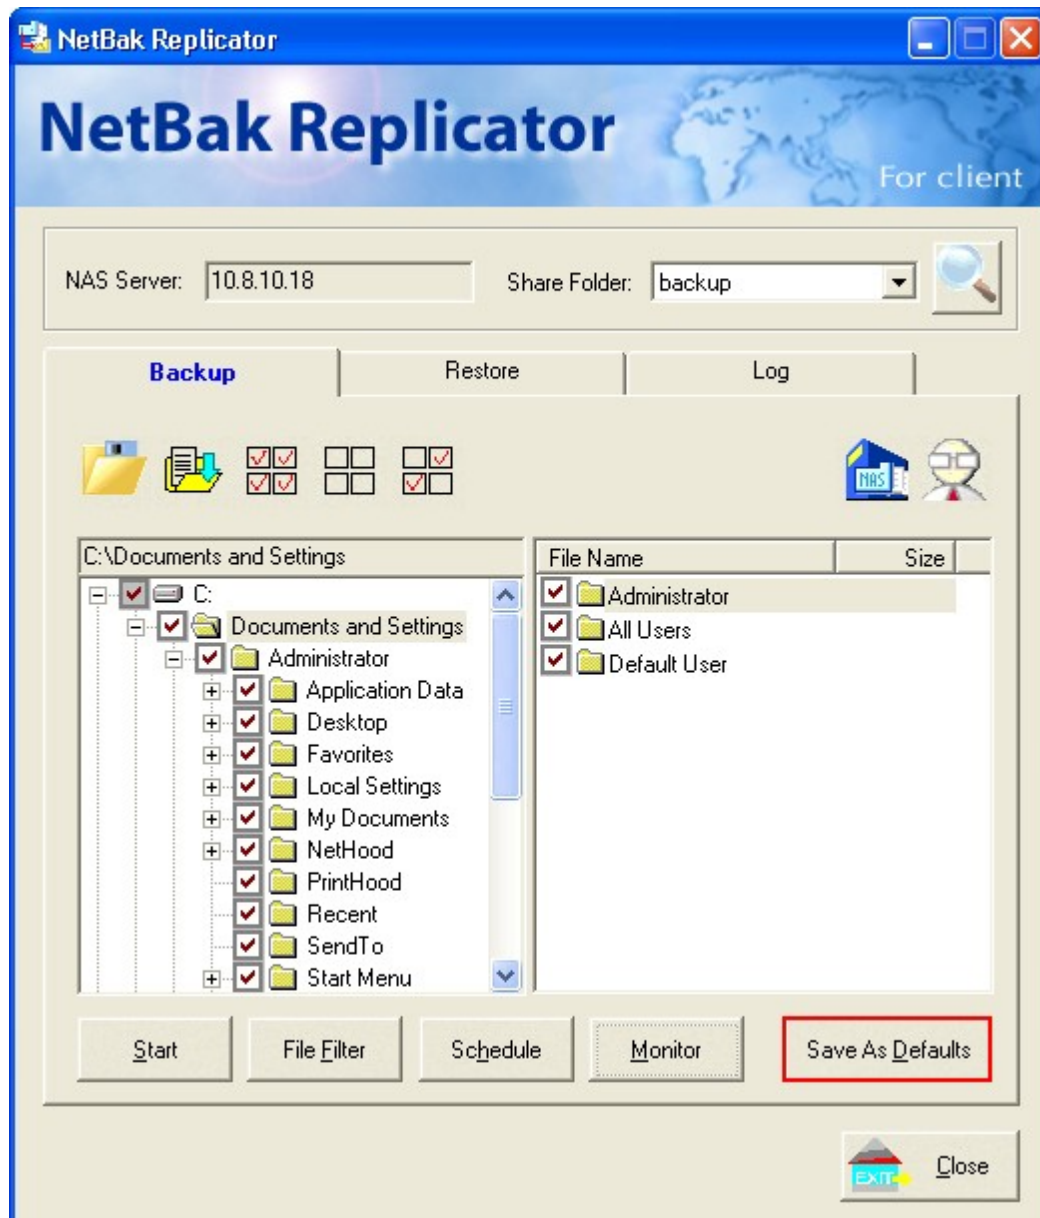 NetBak Replicator
NetBak Replicator
For client
NAS Server: 10.8.10.18 Share Folder: backup
Backup Restore Log
NAS
C:\Documents and Settings
C:
Documents and Settings
Administrator
Application Data
Desktop
Favorites
Local Settings
My Documents
NetHood
PrintHood
Recent
SendTo
Start Menu
File Name Size
Administrator
All Users
Default User
Start File Filter Schedule Monitor Save As Defaults
EXIT Close